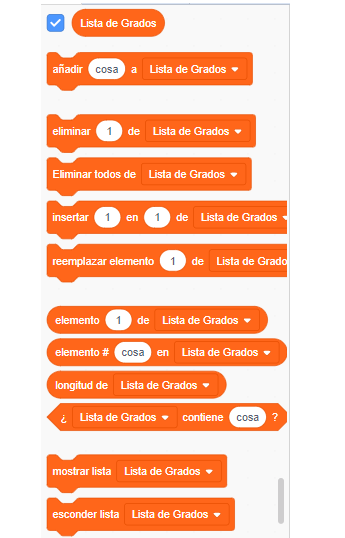 Lista de Grados
añadir cosa a Lista de Grados
eliminar 1 de Lista de Grados
Eliminar todos de Lista de Grados
insertar 1 en 1 de Lista de Grados
reemplazar elemento 1 de Lista de Grado
elemento 1 de Lista de Grados
elemento # cosa en Lista de Grados
longitud de Lista de Grados
¿ Lista de Grados contiene cosa ?
mostrar lista Lista de Grados
esconder lista Lista de Grados